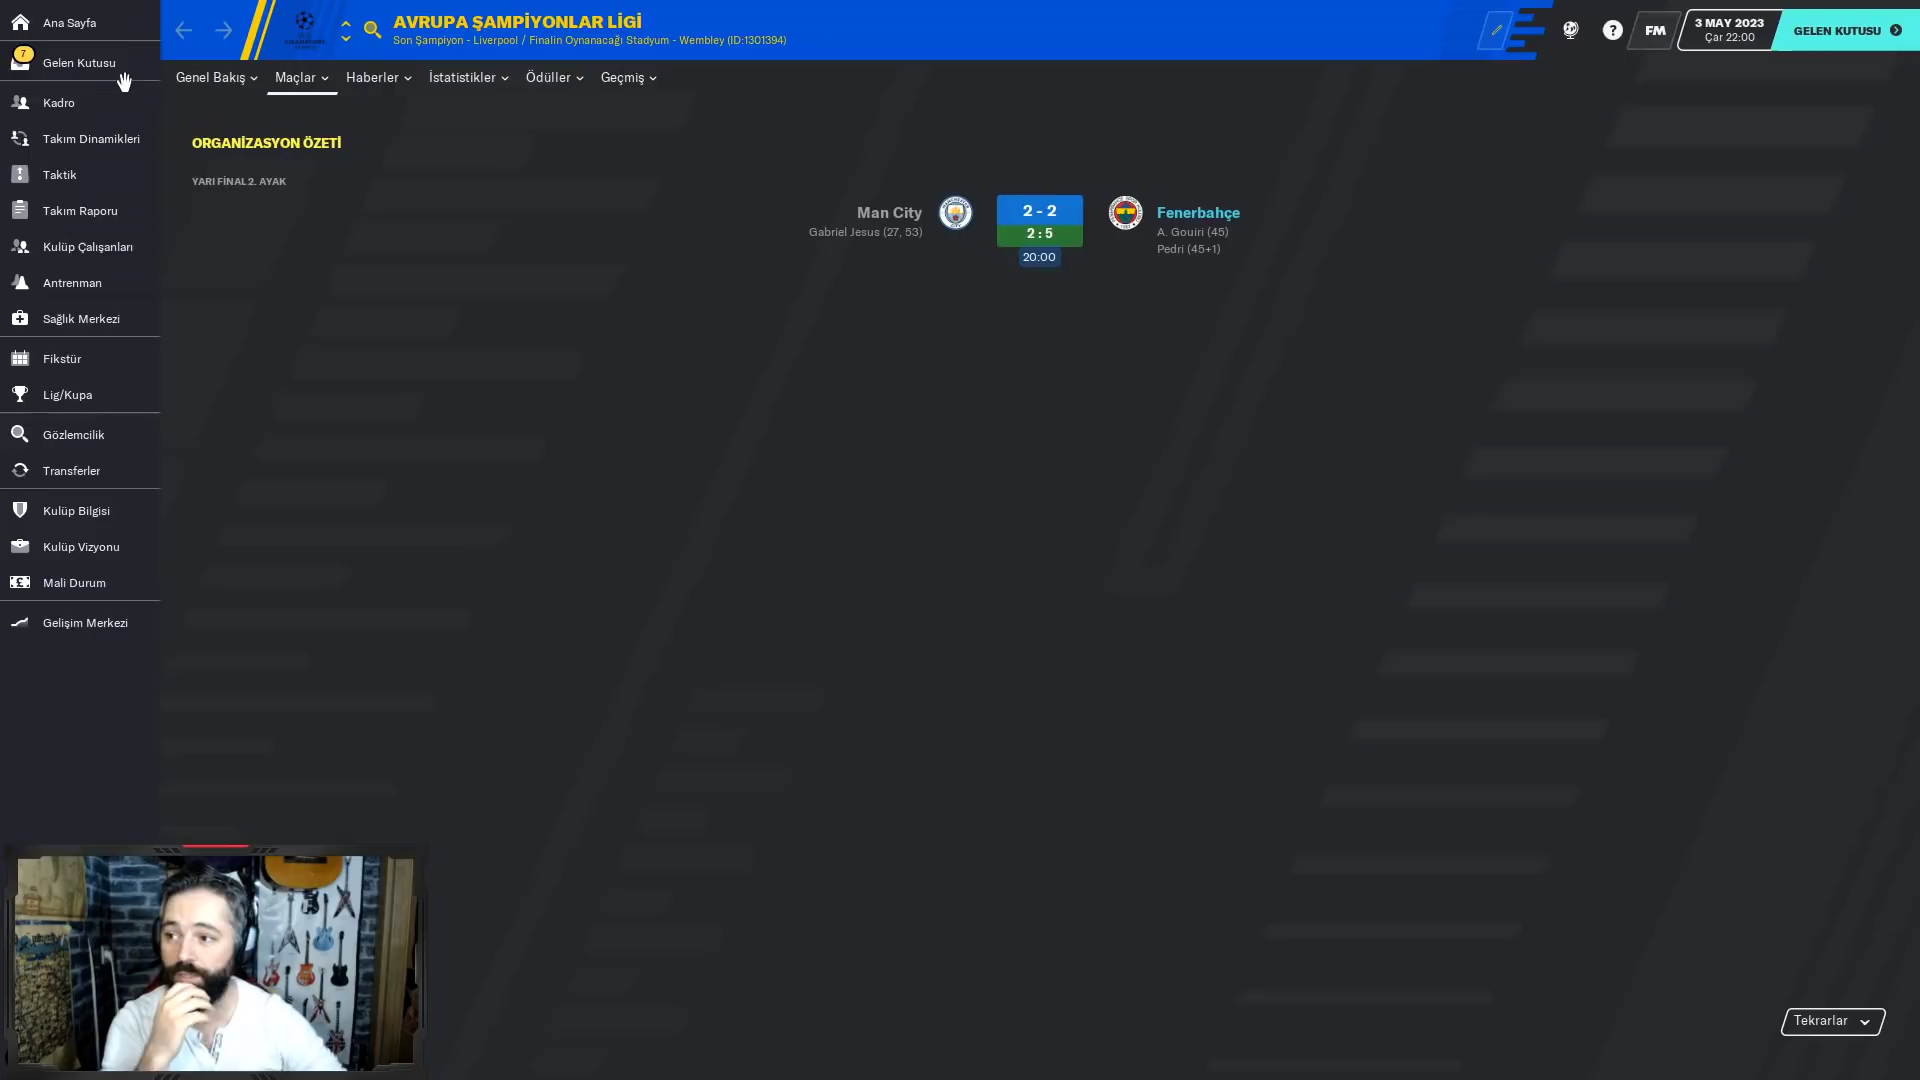 Ana Sayfa
7
Gelen Kutusu
Kadro
Takım Dinamikleri
Taktik
Takım Raporu
Kulüp Çalışanları
Antrenman
Sağlık Merkezi
Fikstür
Lig/Kupa
Gözlemcilik
Transferler
Kulüp Bilgisi
Kulüp Vizyonu
Mali Durum
Gelişim Merkezi
AVRUPA ŞAMPİYONLAR LİGİ
Son Şampiyon - Liverpool / Finalin Oynanacağı Stadyum - Wembley (ID:1301394)
?
FM
3 MAY 2023
Çar 22:00
GELEN KUTUSU
Genel Bakış Maçlar Haberler İstatistikler Ödüller Geçmiş
ORGANİZASYON ÖZETİ
YARI FİNAL 2. AYAK
Man City 2 - 2 Fenerbahçe
Gabriel Jesus (27, 53) 2 : 5 A. Gouiri (45)
Pedri (45+1)
20:00
Tekrarlar